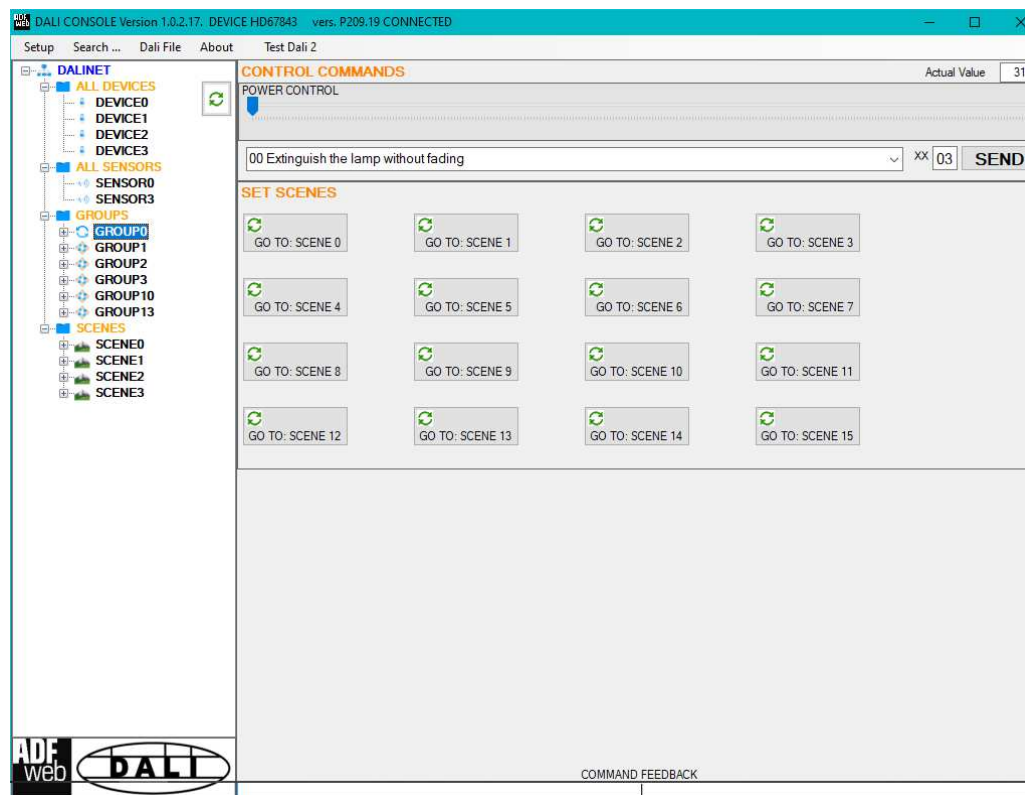 DALI CONSOLE Version 1.0.2.17. DEVICE HD67843 vers. P209.19 CONNECTED
Setup Search ... Dali File About Test Dali 2
DALINET
ALL DEVICES
DEVICE0
DEVICE1
DEVICE2
DEVICE3
ALL SENSORS
SENSOR0
SENSOR3
GROUPS
GROUP0
GROUP1
GROUP2
GROUP3
GROUP10
GROUP13
SCENES
SCENE0
SCENE1
SCENE2
SCENE3
CONTROL COMMANDS
Actual Value 31
POWER CONTROL
00 Extinguish the lamp without fading
XX 03 SEND
SET SCENES
GO TO: SCENE 0 GO TO: SCENE 1 GO TO: SCENE 2 GO TO: SCENE 3
GO TO: SCENE 4 GO TO: SCENE 5 GO TO: SCENE 6 GO TO: SCENE 7
GO TO: SCENE 8 GO TO: SCENE 9 GO TO: SCENE 10 GO TO: SCENE 11
GO TO: SCENE 12 GO TO: SCENE 13 GO TO: SCENE 14 GO TO: SCENE 15
ADF
web
DALI
COMMAND FEEDBACK